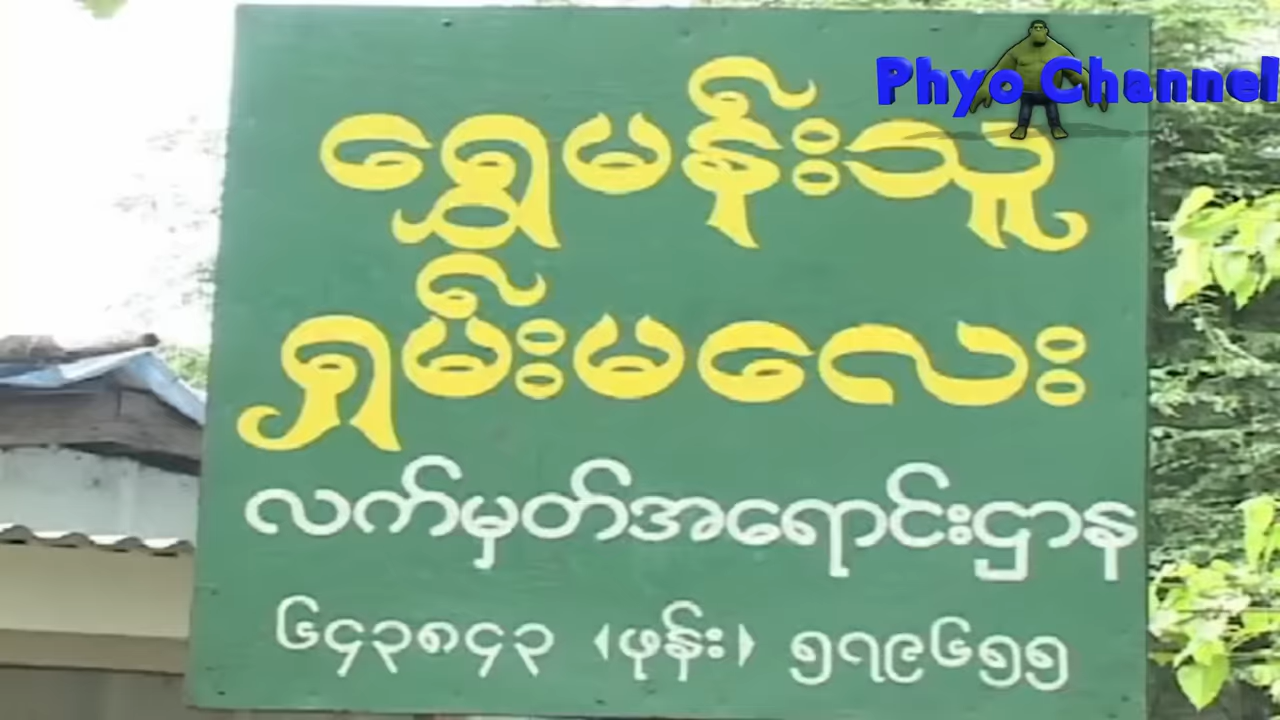 Phyo Channel
ရွှေမန်းသူ
ရှမ်းမလေး
လက်မှတ်အရောင်းဌာန
၆၄၃၈၄၃ (ဖုန်း) ၅၇၉၆၅၅